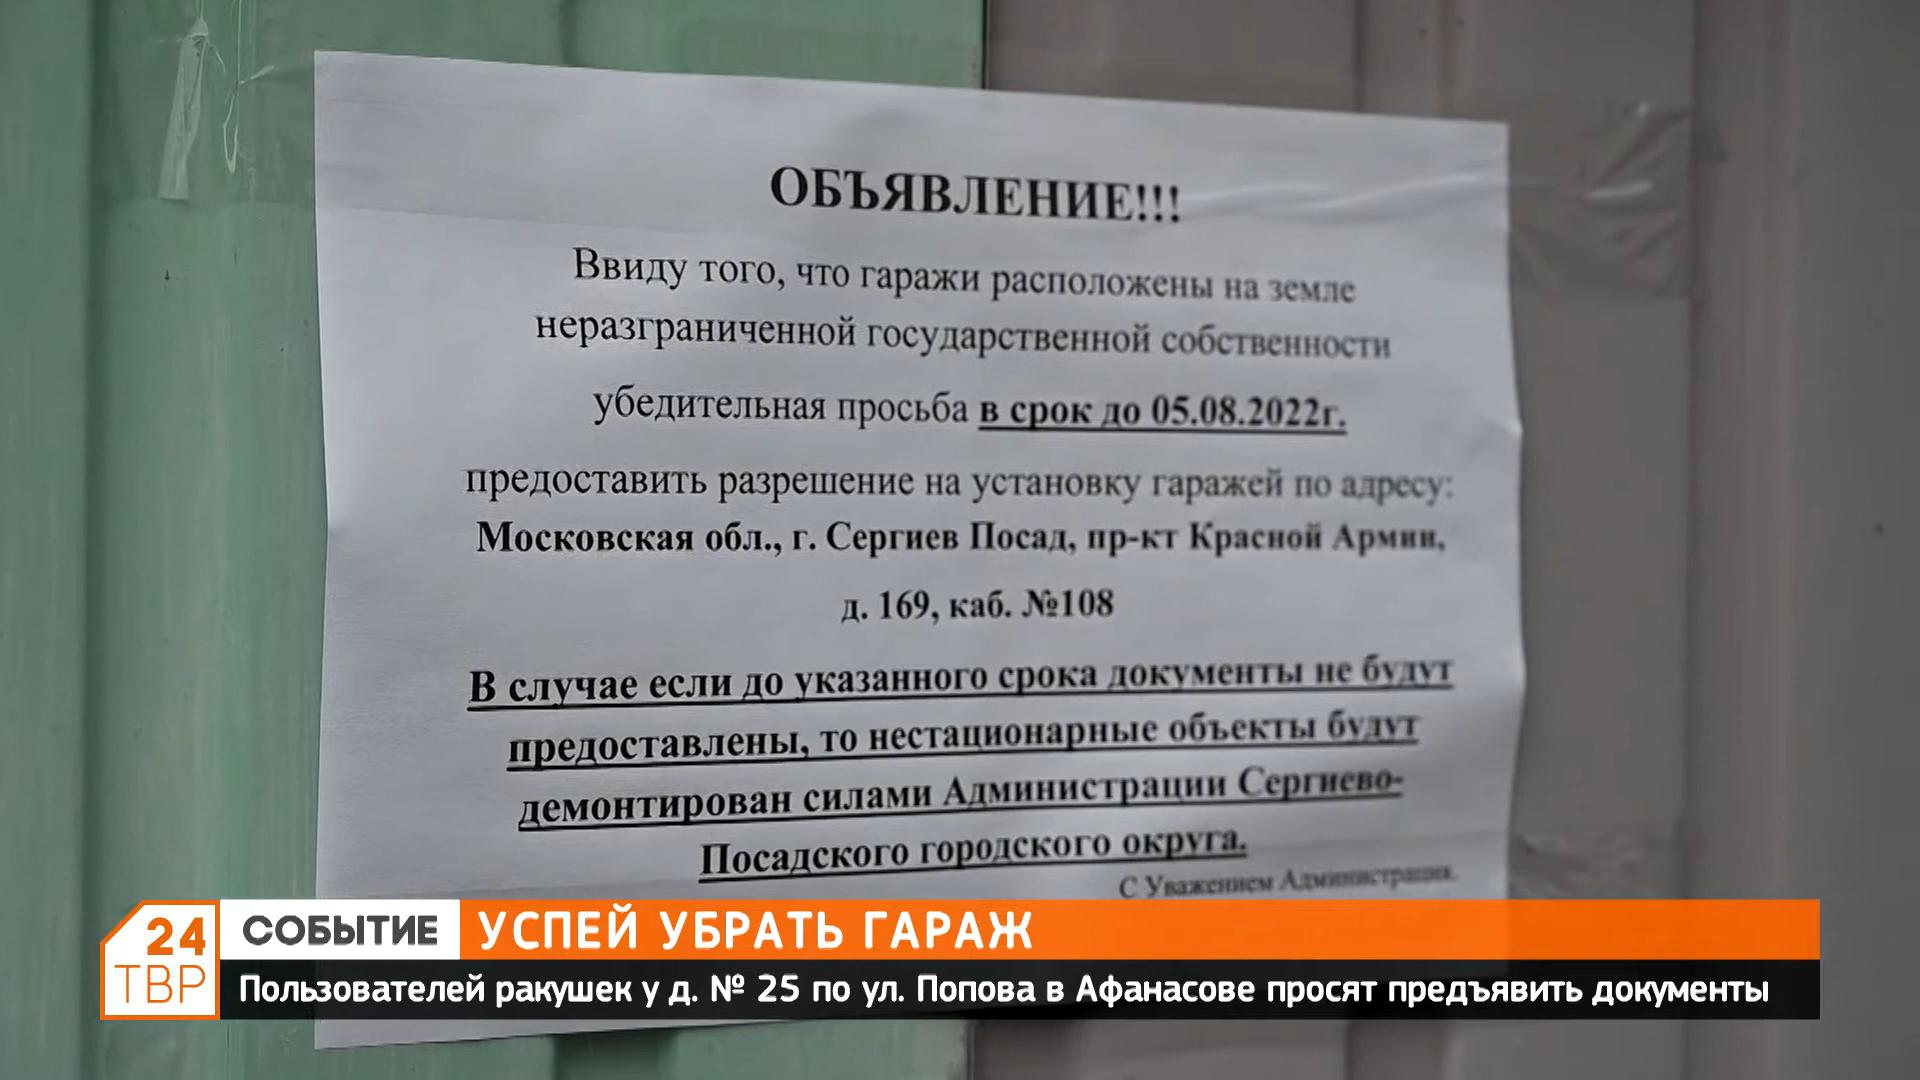 ОБЪЯВЛЕНИЕ!!!
Ввиду того, что гаражи расположены на земле
неразграниченной государственной собственности
убедительная просьба в срок до 05.08.2022г.
предоставить разрешение на установку гаражей по адресу:
Московская обл., г. Сергиев Посад, пр-кт Красной Армии,
д. 169, каб. №108
В случае если до указанного срока документы не будут
предоставлены, то нестационарные объекты будут
демонтирован силами Администрации Сергиево-
Посадского городского округа.
С Уважением Администрация.
24
ТВР
СОБЫТИЕ
УСПЕЙ УБРАТЬ ГАРАЖ
Пользователей ракушек у д. № 25 по ул. Попова в Афанасове просят предъявить документы